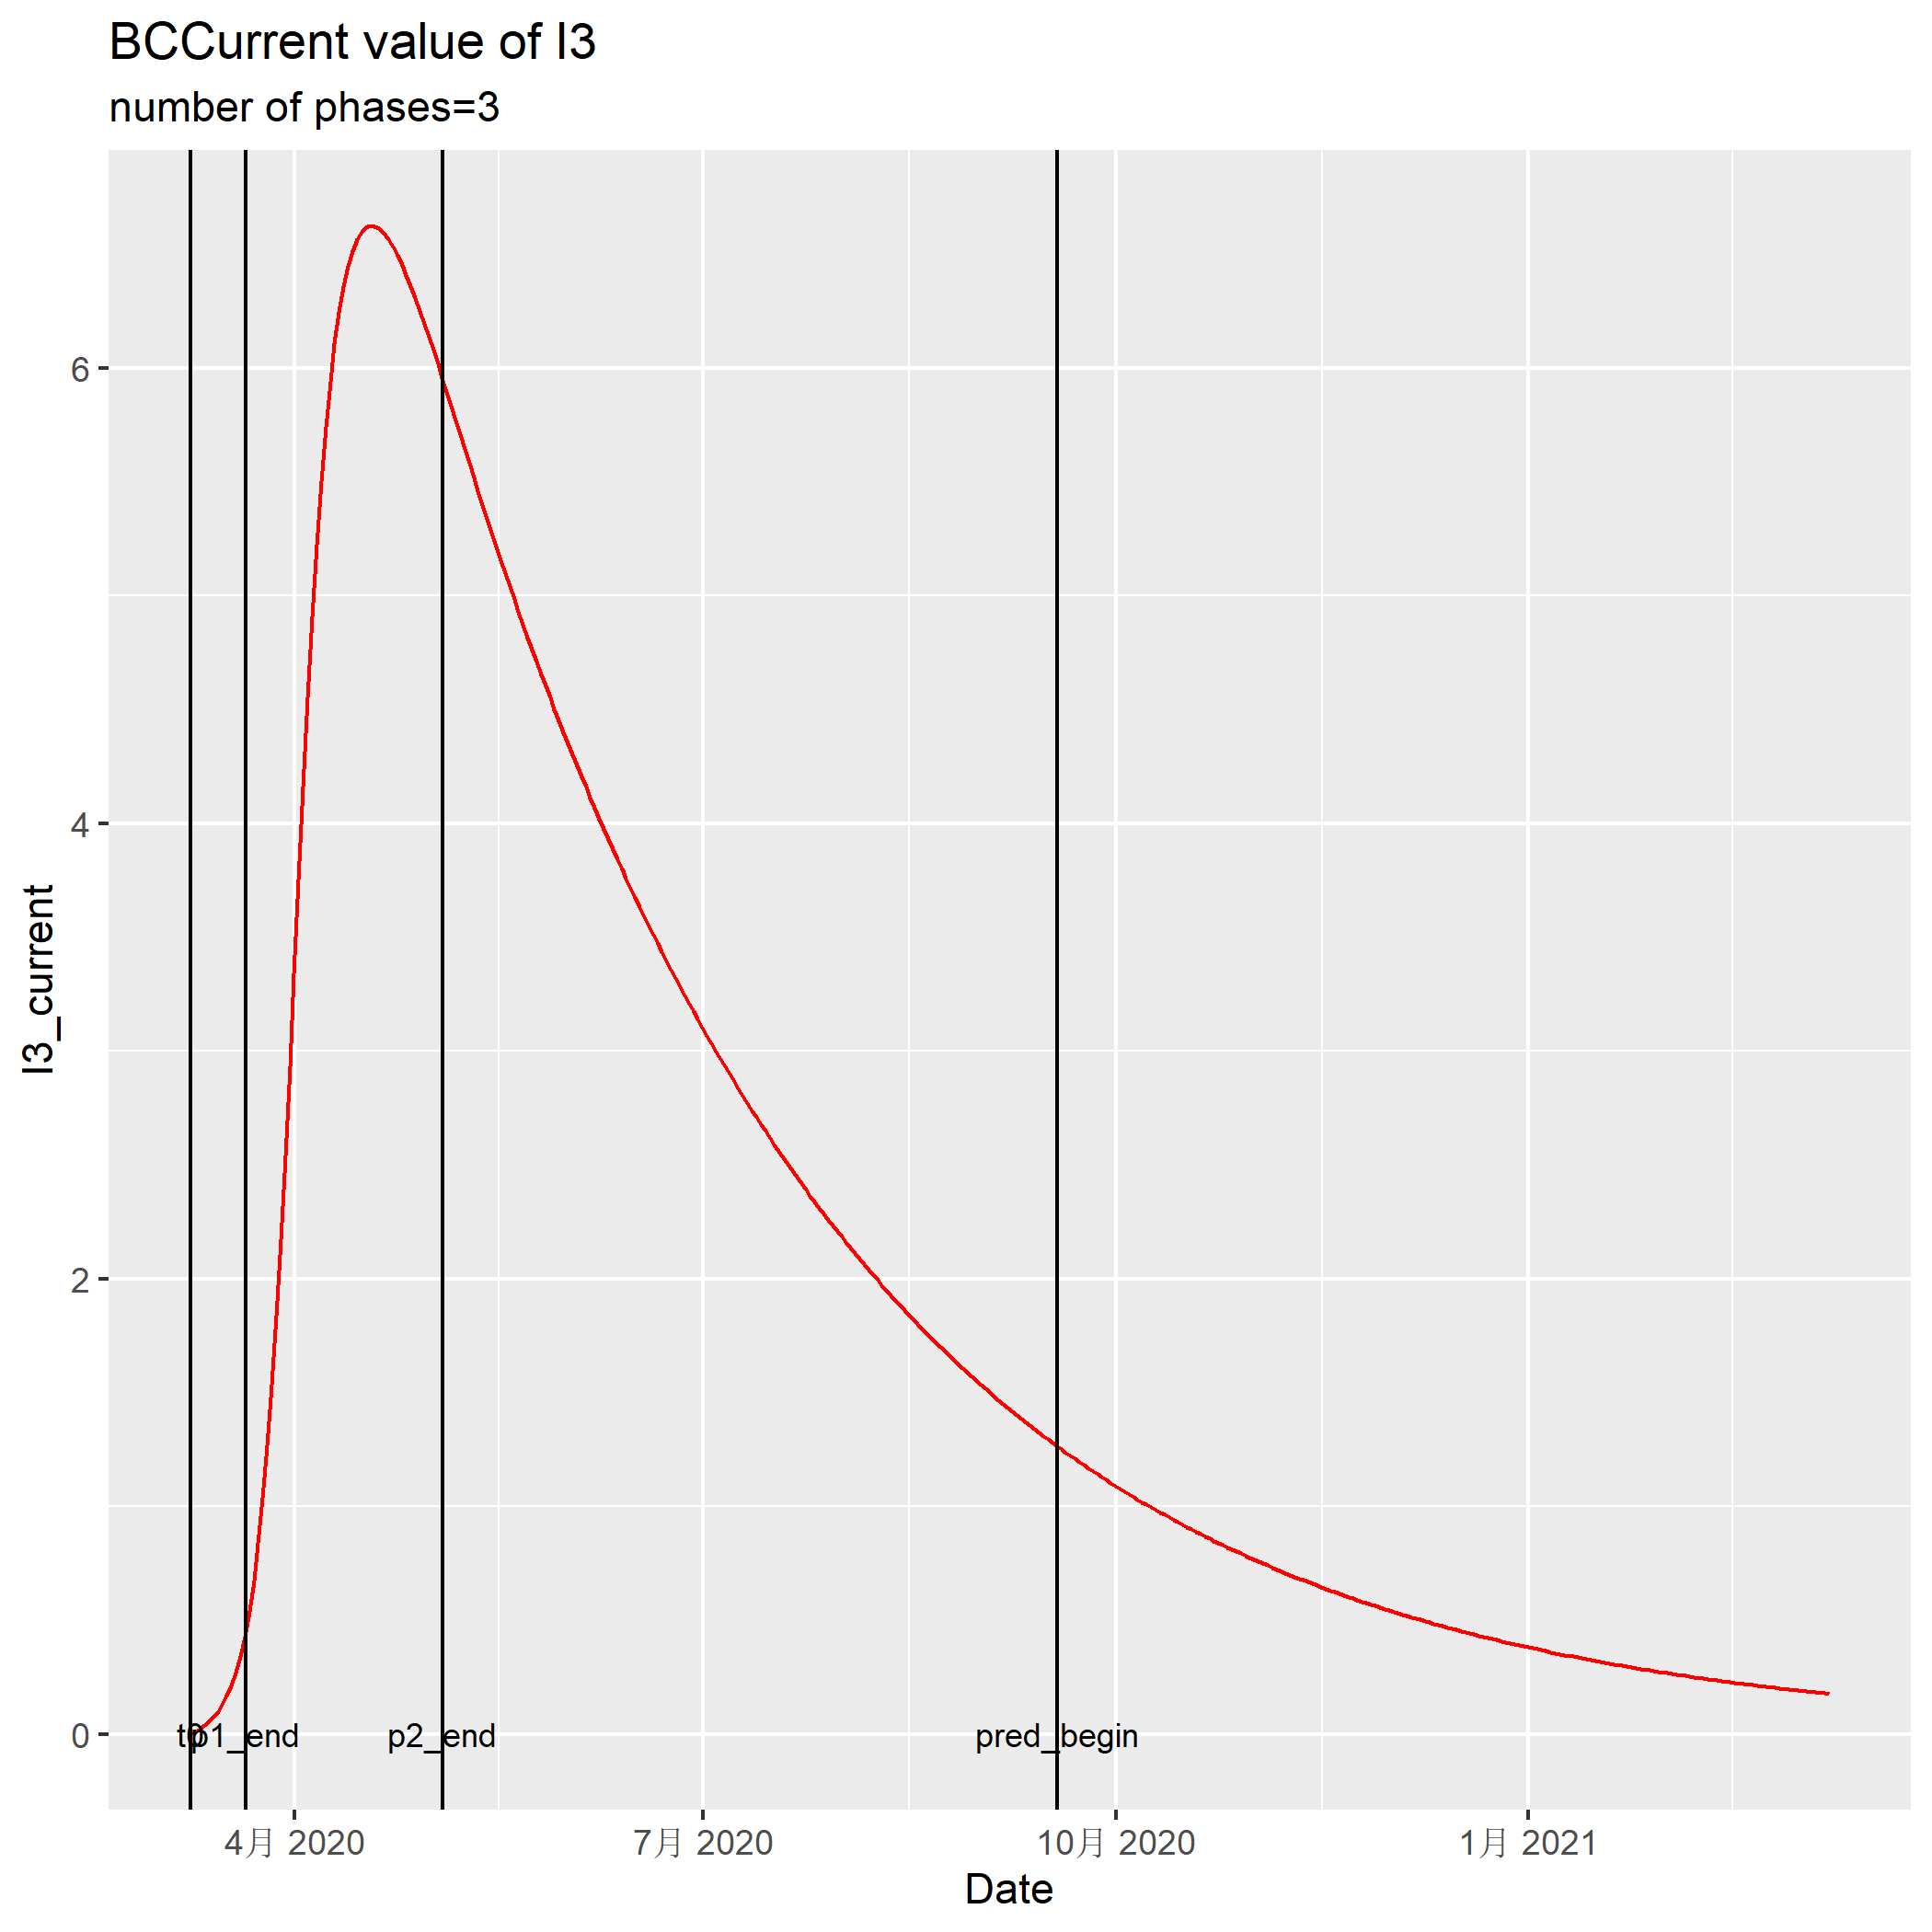 BCCurrent value of I3
number of phases=3
6
4
2
0
I3_current
t0
p1_end
p2_end
pred_begin
4月 2020
7月 2020
10月 2020
1月 2021
Date